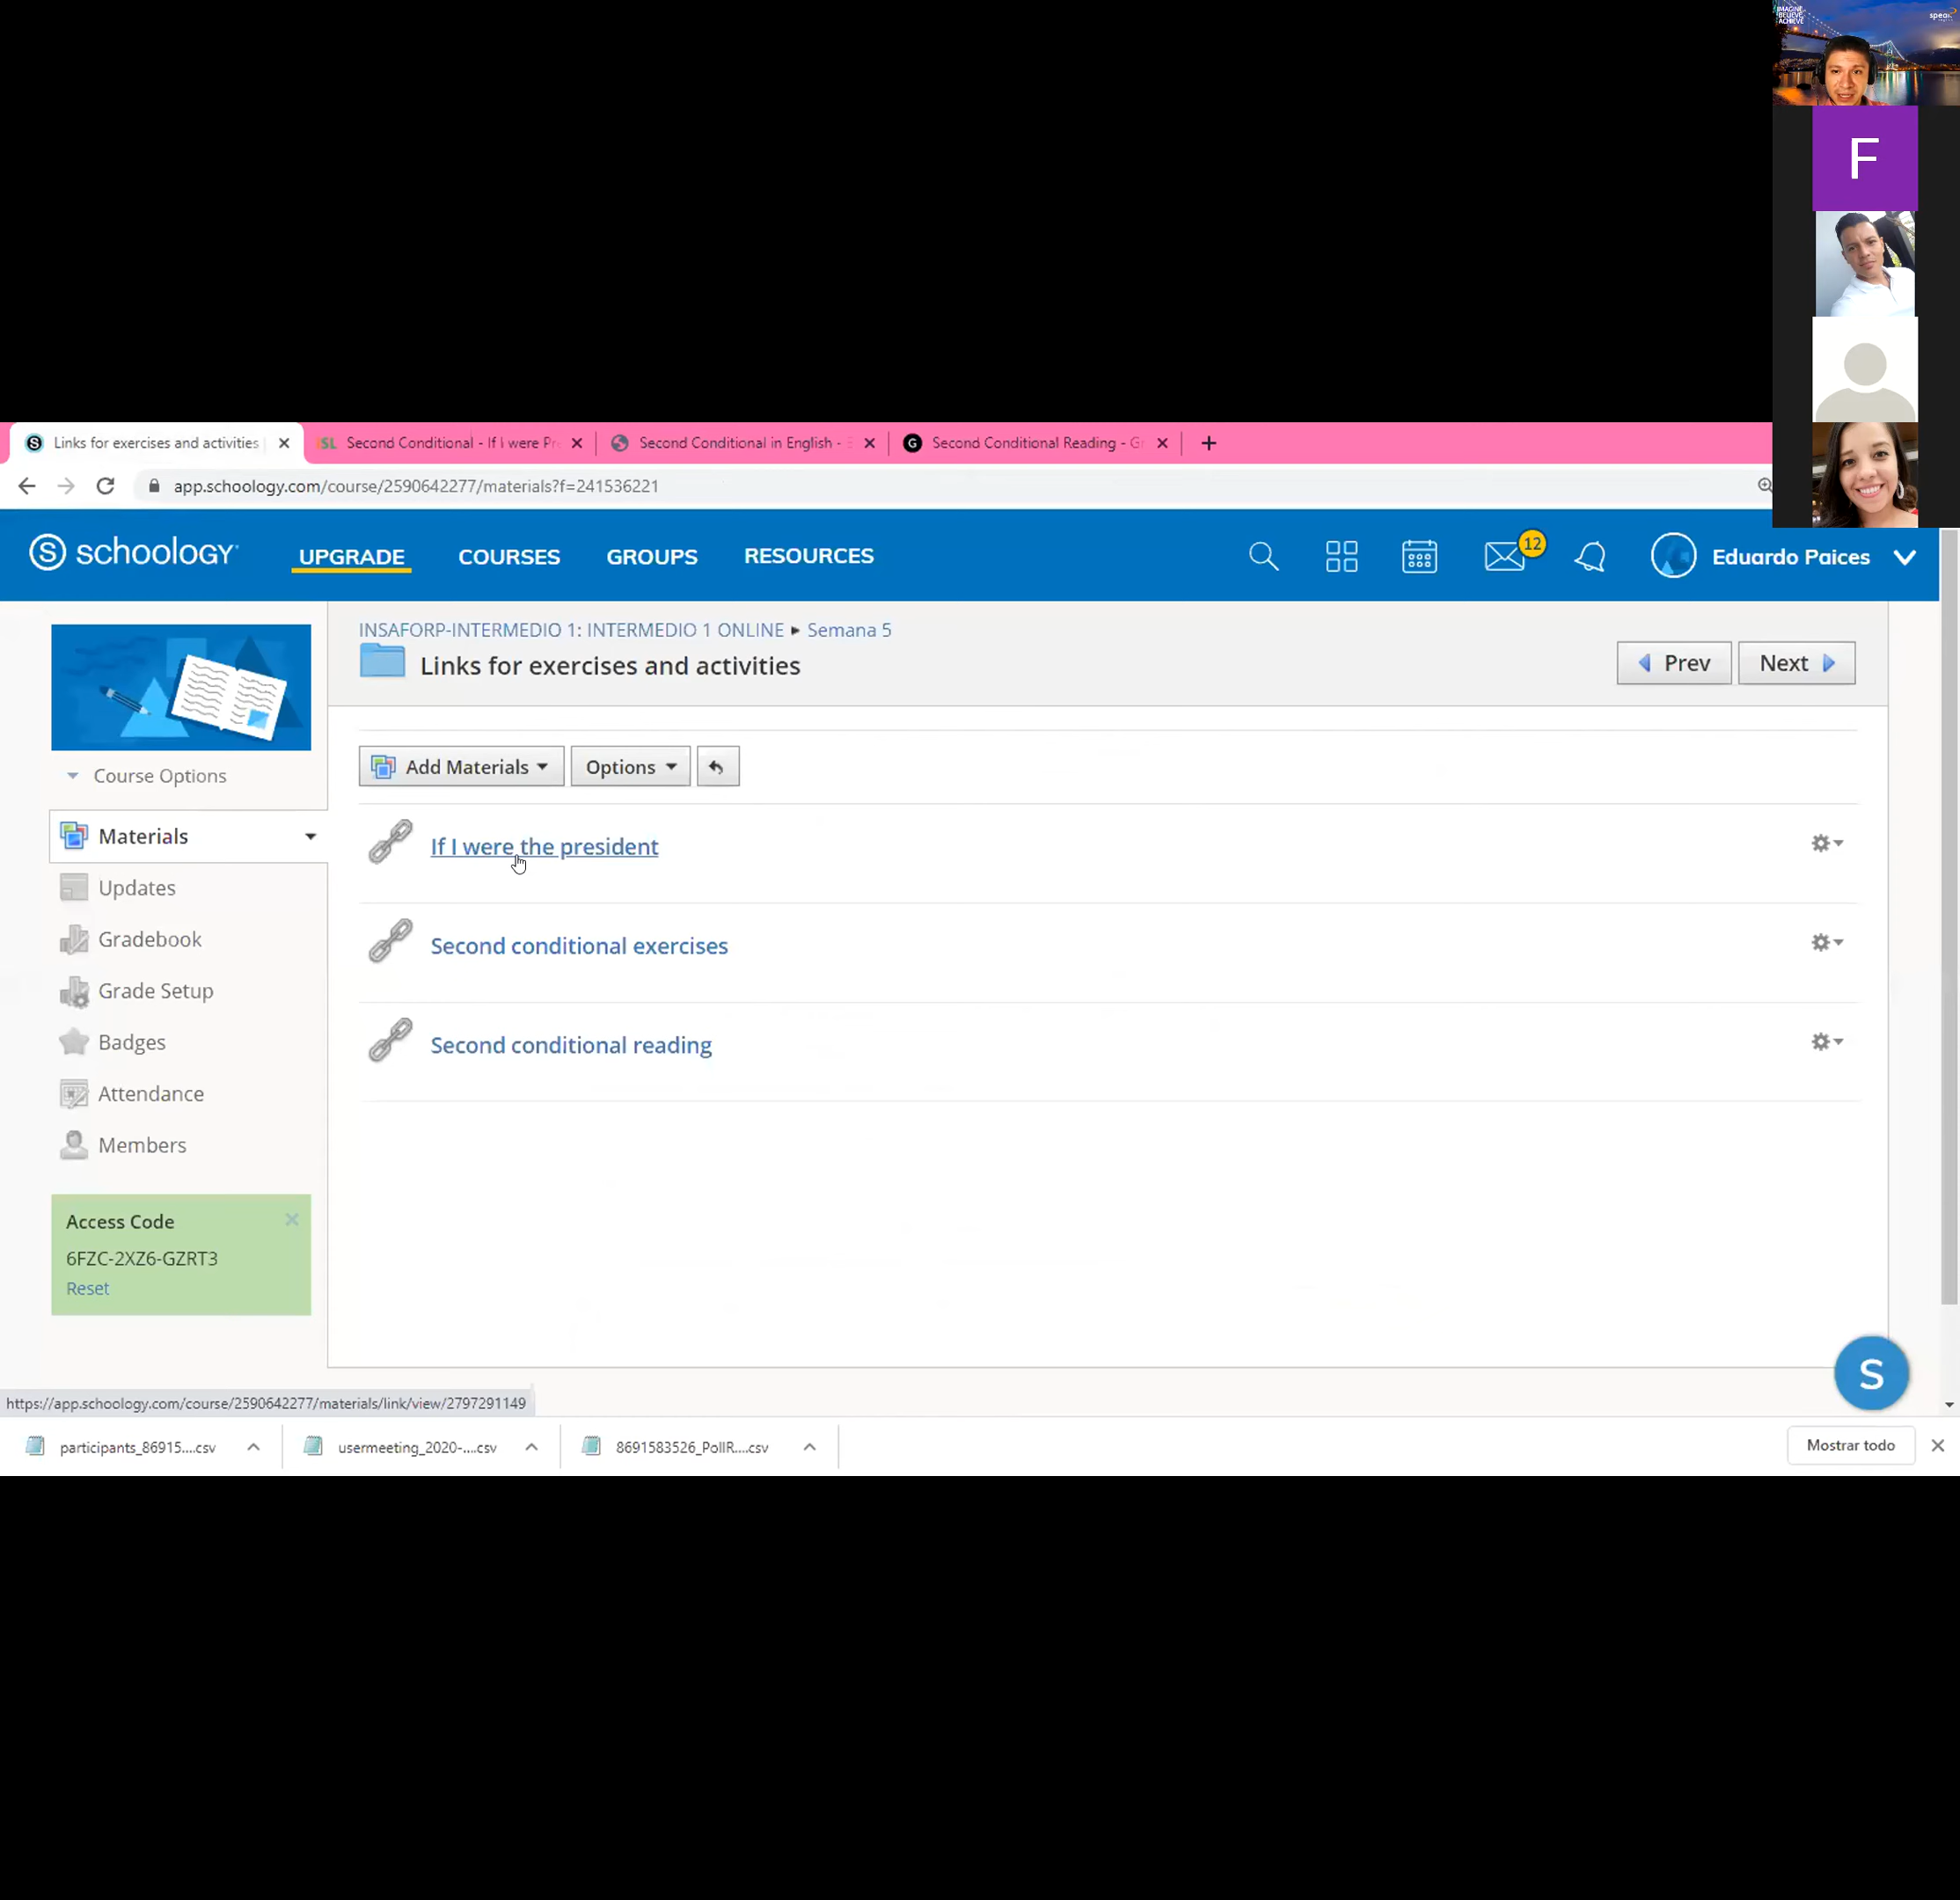 IMAGINE
BELIEVE
ACHIEVE
F
Links for exercises and activities
SL Second Conditional - If I were Pr
Second Conditional in English -
G Second Conditional Reading - G
app.schoology.com/course/2590642277/materials?f=241536221
S schoology
UPGRADE
COURSES
GROUPS
RESOURCES
12
Eduardo Paices
INSAFORP-INTERMEDIO 1: INTERMEDIO 1 ONLINE ▸ Semana 5
Links for exercises and activities
Prev
Next
Course Options
Add Materials
Options
Materials
Updates
Gradebook
Grade Setup
Badges
Attendance
Members
If I were the president
Second conditional exercises
Second conditional reading
Access Code
6FZC-2XZ6-GZRT3
Reset
S
https://app.schoology.com/course/2590642277/materials/link/view/2797291149
participants_86915....csv
usermeeting_2020-....csv
8691583526_PollR....csv
Mostrar todo